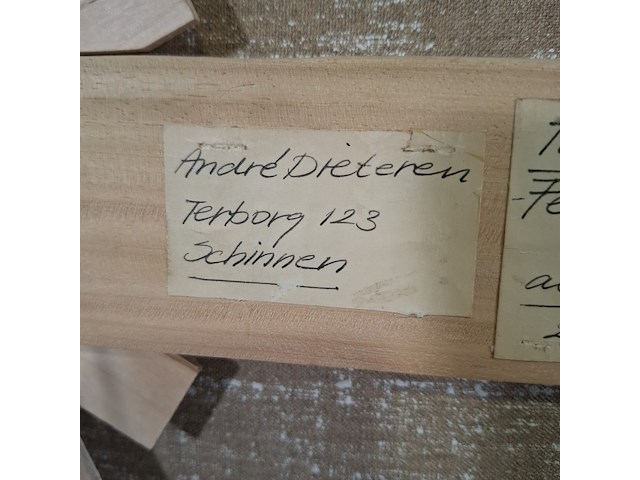 André Dieteren
Terborg 123
Schinnen